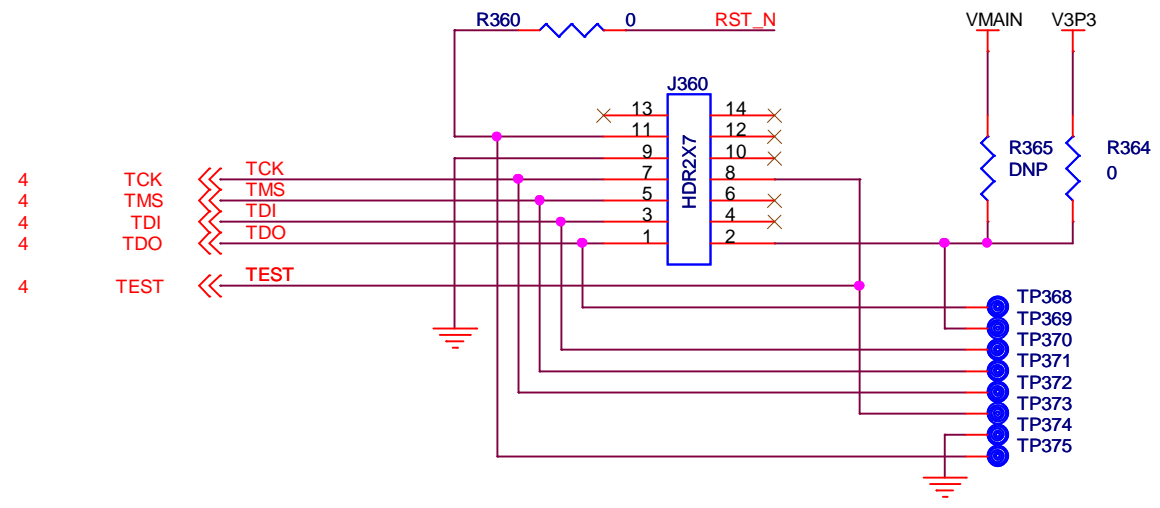 R360 0 RST_N VMAIN V3P3
J360
13 14
11 12
9 10
7 8
5 6
3 4
1 2
HDR2X7
R365
DNP
R364
0
4 TCK TCK
4 TMS TMS
4 TDI TDI
4 TDO TDO
4 TEST TEST
TP368
TP369
TP370
TP371
TP372
TP373
TP374
TP375